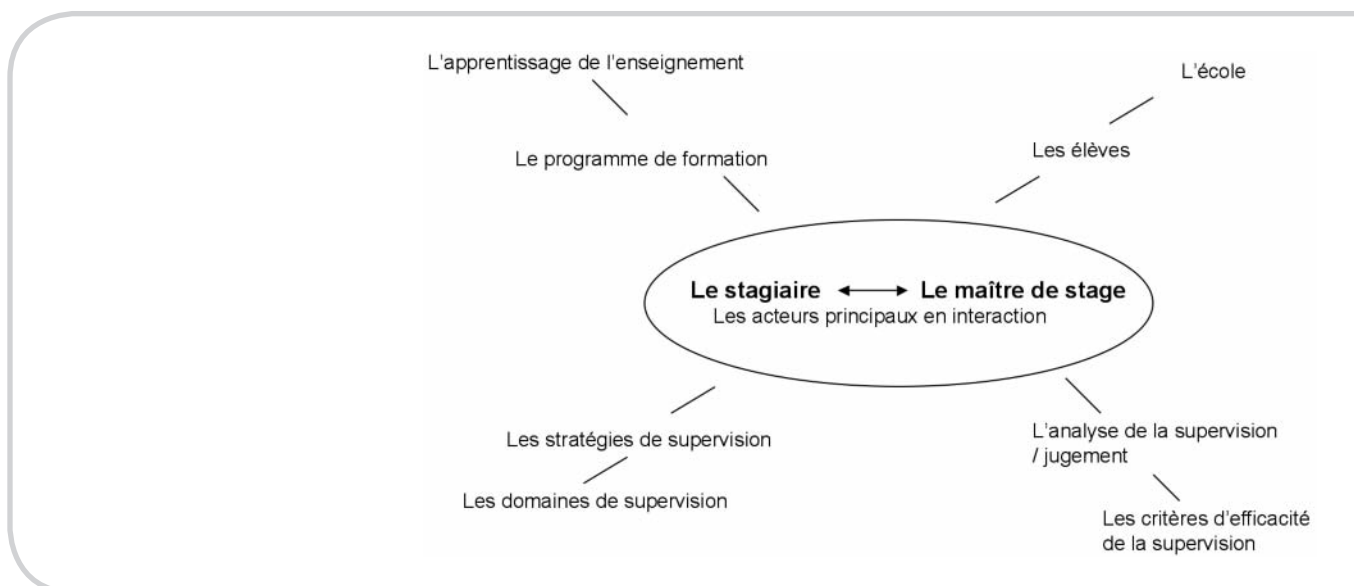 L'apprentissage de l'enseignement
L'école
Le programme de formation
Les élèves
Le stagiaire ⟷ Le maître de stage
Les acteurs principaux en interaction
Les stratégies de supervision
L'analyse de la supervision
/ jugement
Les domaines de supervision
Les critères d'efficacité
de la supervision